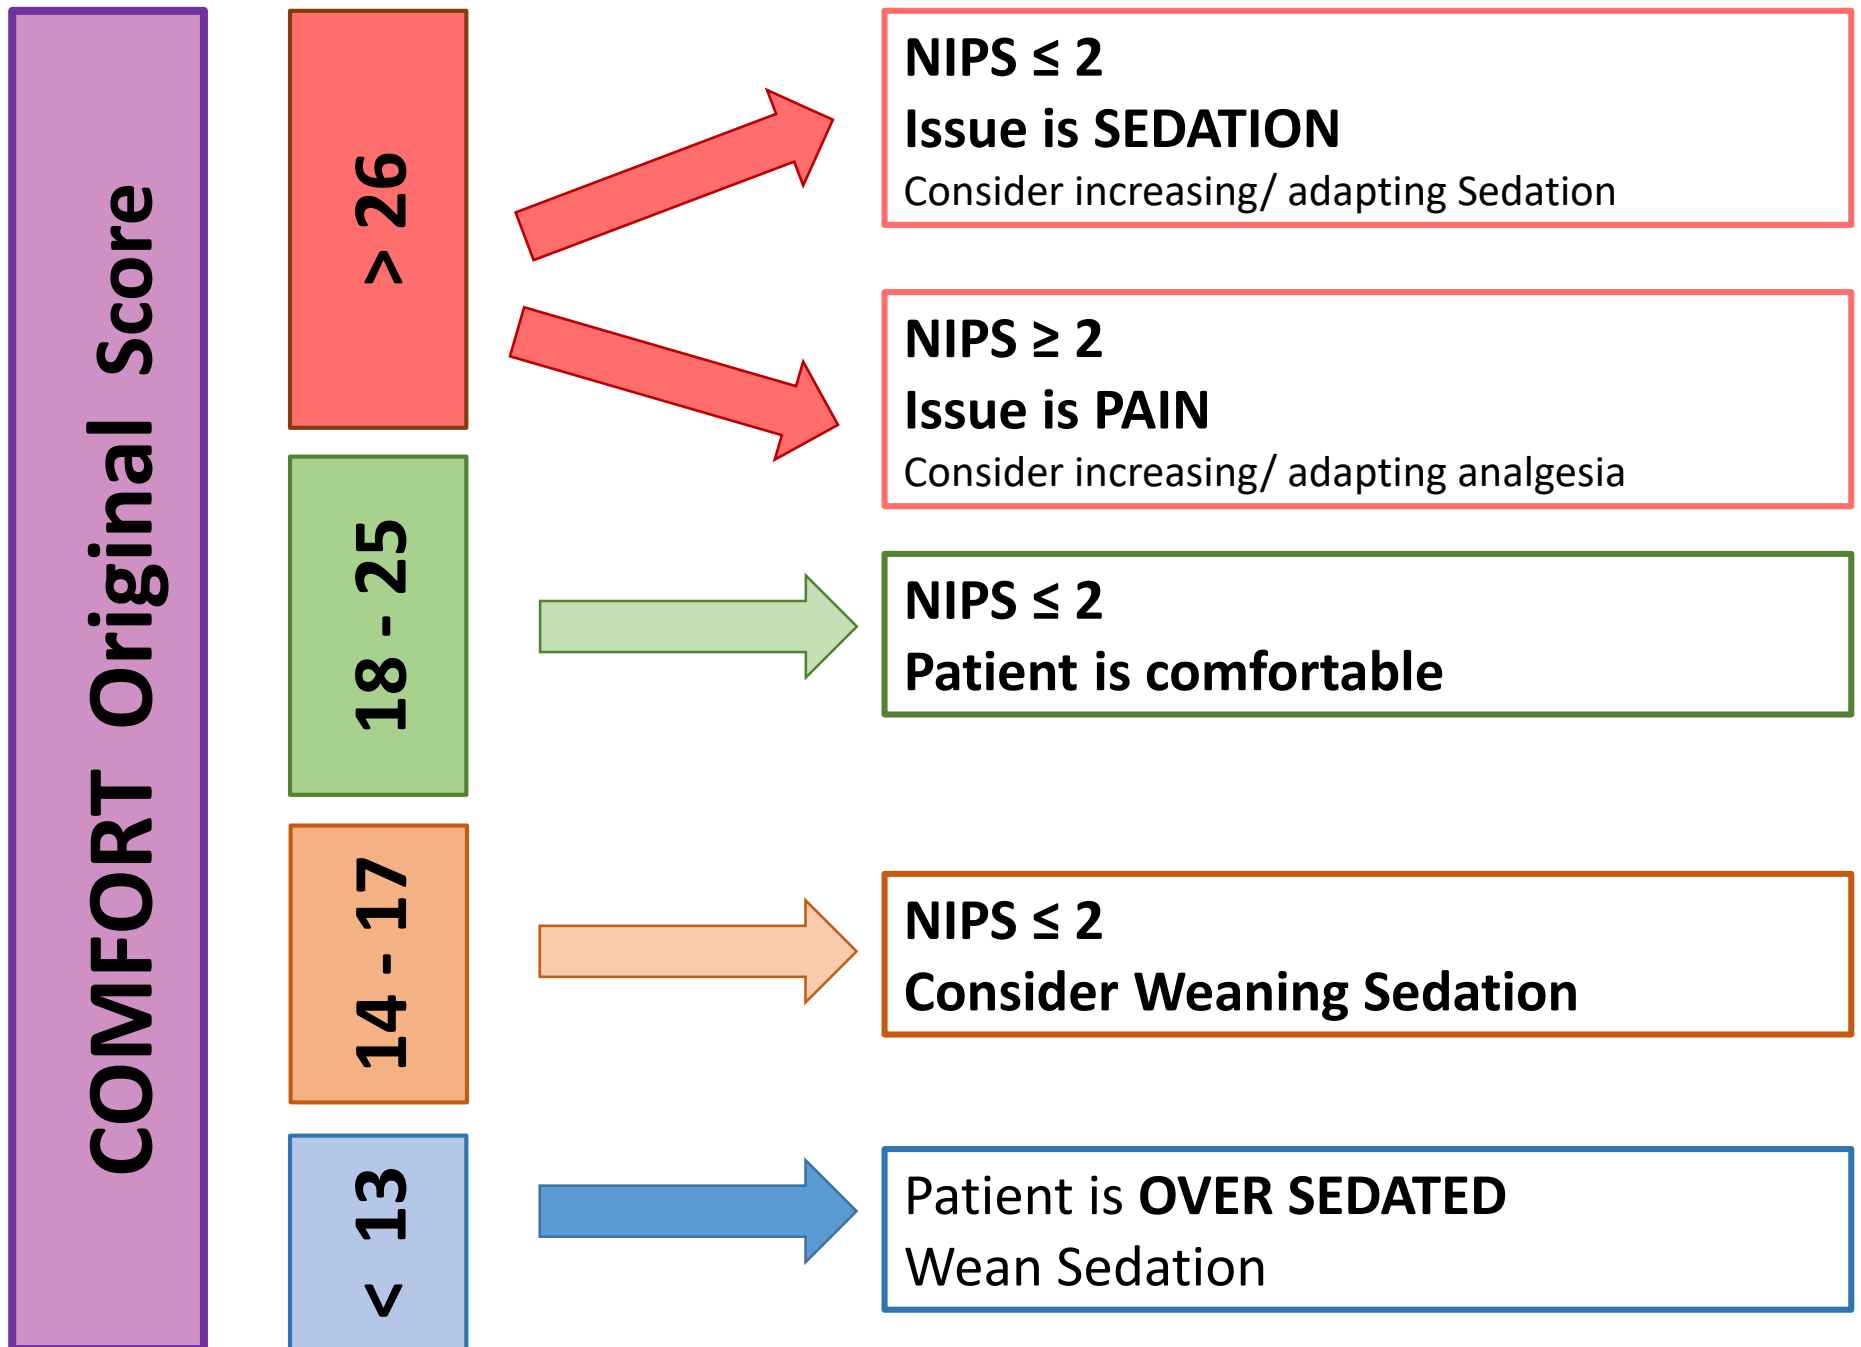 COMFORT Original Score
> 26
NIPS ≤ 2
Issue is SEDATION
Consider increasing/ adapting Sedation
NIPS ≥ 2
Issue is PAIN
Consider increasing/ adapting analgesia
18 - 25
NIPS ≤ 2
Patient is comfortable
14 - 17
NIPS ≤ 2
Consider Weaning Sedation
< 13
Patient is OVER SEDATED
Wean Sedation